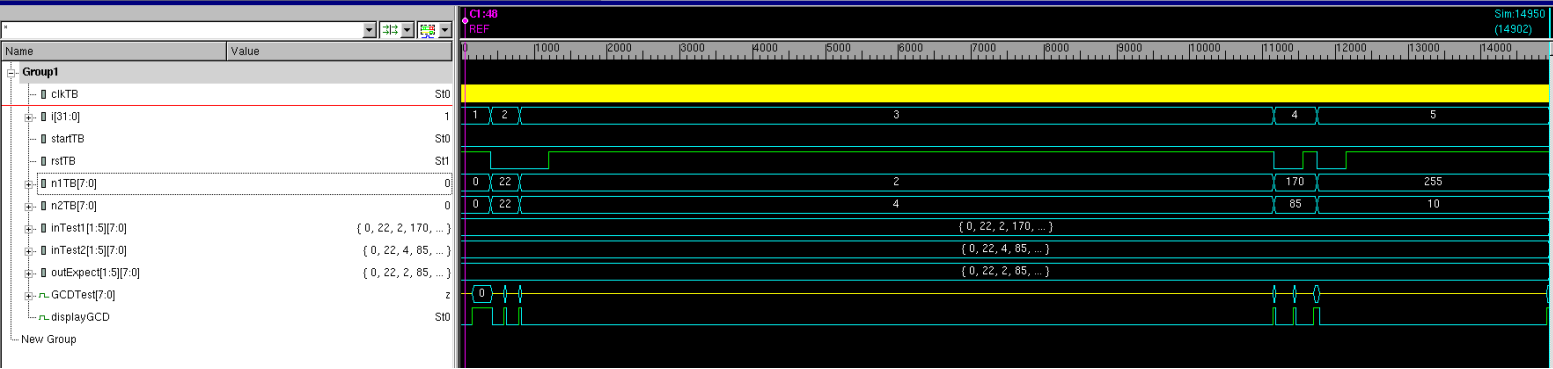 C1:48
Sim:14950
*
REF
(14902)
Name Value
0 1000 2000 3000 4000 5000 6000 7000 8000 9000 10000 11000 12000 13000 14000
Group1
clkTB St0
i[31:0] 1 1 2 3 4 5
startTB St0
rstTB St1
n1TB[7:0] 0 0 22 2 170 255
n2TB[7:0] 0 0 22 4 85 10
inTest1[1:5][7:0] { 0, 22, 2, 170, ... } { 0, 22, 2, 170, ... }
inTest2[1:5][7:0] { 0, 22, 4, 85, ... } { 0, 22, 4, 85, ... }
outExpect[1:5][7:0] { 0, 22, 2, 85, ... } { 0, 22, 2, 85, ... }
GCDTest[7:0] z 0
displayGCD St0
New Group